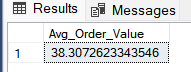 Results Messages
Avg_Order_Value
1 38.3072623343546